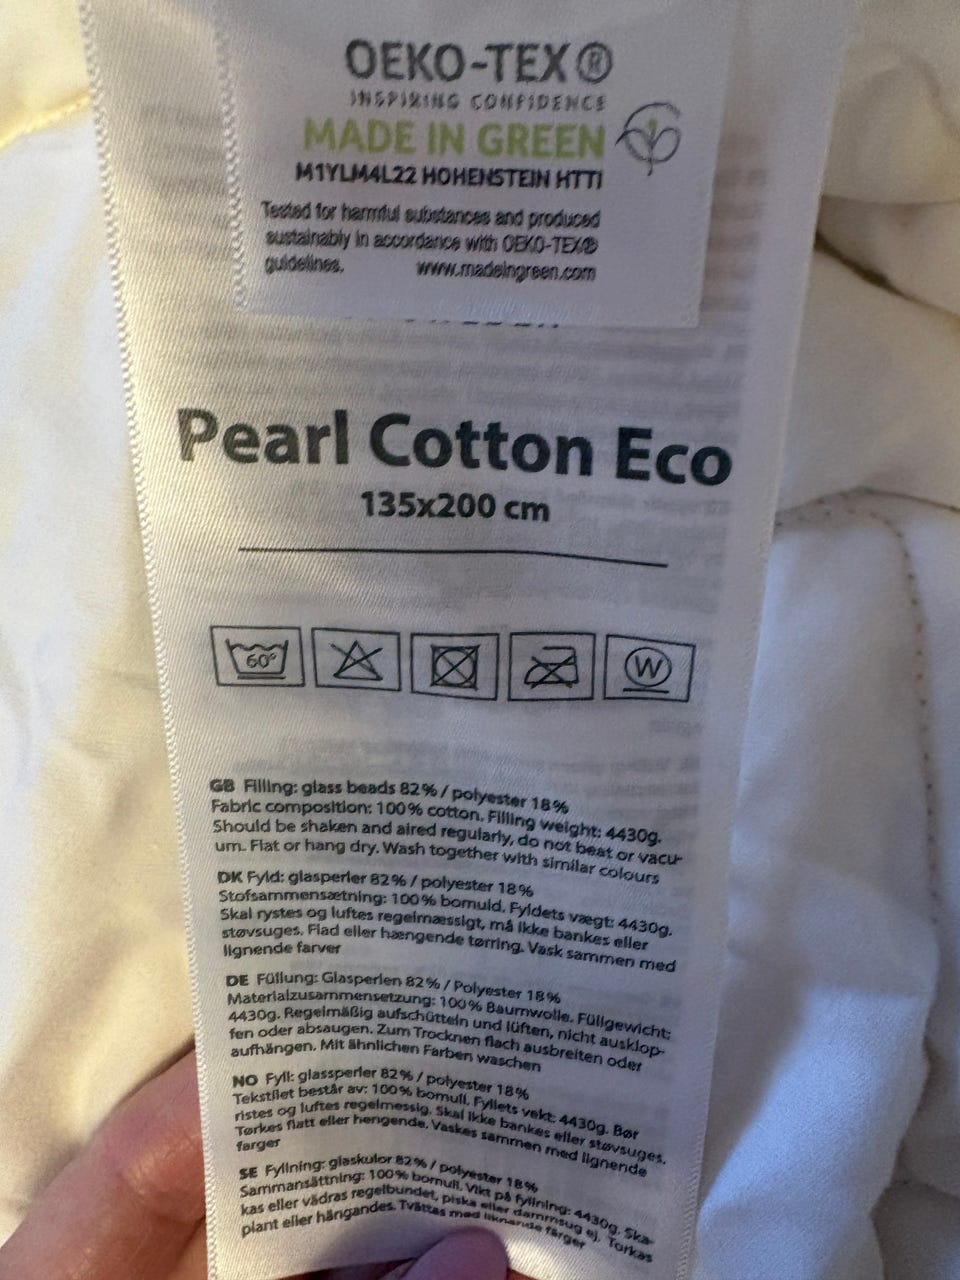 OEKO-TEX®
INSPIRING CONFIDENCE
MADE IN GREEN
M1YLM4L22 HOHENSTEIN HTTI
Tested for harmful substances and produced
sustainably in accordance with OEKO-TEX®
guidelines. www.madeingreen.com
Pearl Cotton Eco
135x200 cm
60°
W
GB Filling: glass beads 82% / polyester 18%
Fabric composition: 100% cotton. Filling weight: 4430g.
Should be shaken and aired regularly, do not beat or vacu-
um. Flat or hang dry. Wash together with similar colours
DK Fyld: glasperler 82% / polyester 18%
Stofsammensætning: 100% bomuld. Fyldets vægt: 4430g.
Skal rystes og luftes regelmæssigt, må ikke bankes eller
støvsuges. Flad eller hængende tørring. Vask sammen med
lignende farver
DE Füllung: Glasperlen 82% / Polyester 18%
Materialzusammensetzung: 100% Baumwolle. Füllgewicht:
4430g. Regelmäßig aufschütteln und lüften, nicht ausklop-
fen oder absaugen. Zum Trocknen flach ausbreiten oder
aufhängen. Mit ähnlichen Farben waschen
NO Fyll: glassperler 82% / polyester 18%
Tekstilet består av: 100% bomull. Fyllets vekt: 4430g. Bør
ristes og luftes regelmessig. Skal ikke bankes eller støvsuges.
Tørkes flatt eller hengende. Vaskes sammen med lignende
farger
SE Fyllning: glaskulor 82% / polyester 18%
Sammansättning: 100% bomull. Vikt på fyllning: 4430g. Ska-
kas eller vädras regelbundet, piska eller dammsug ej. Torkas
plant eller hängandes. Tvättas med liknande färger